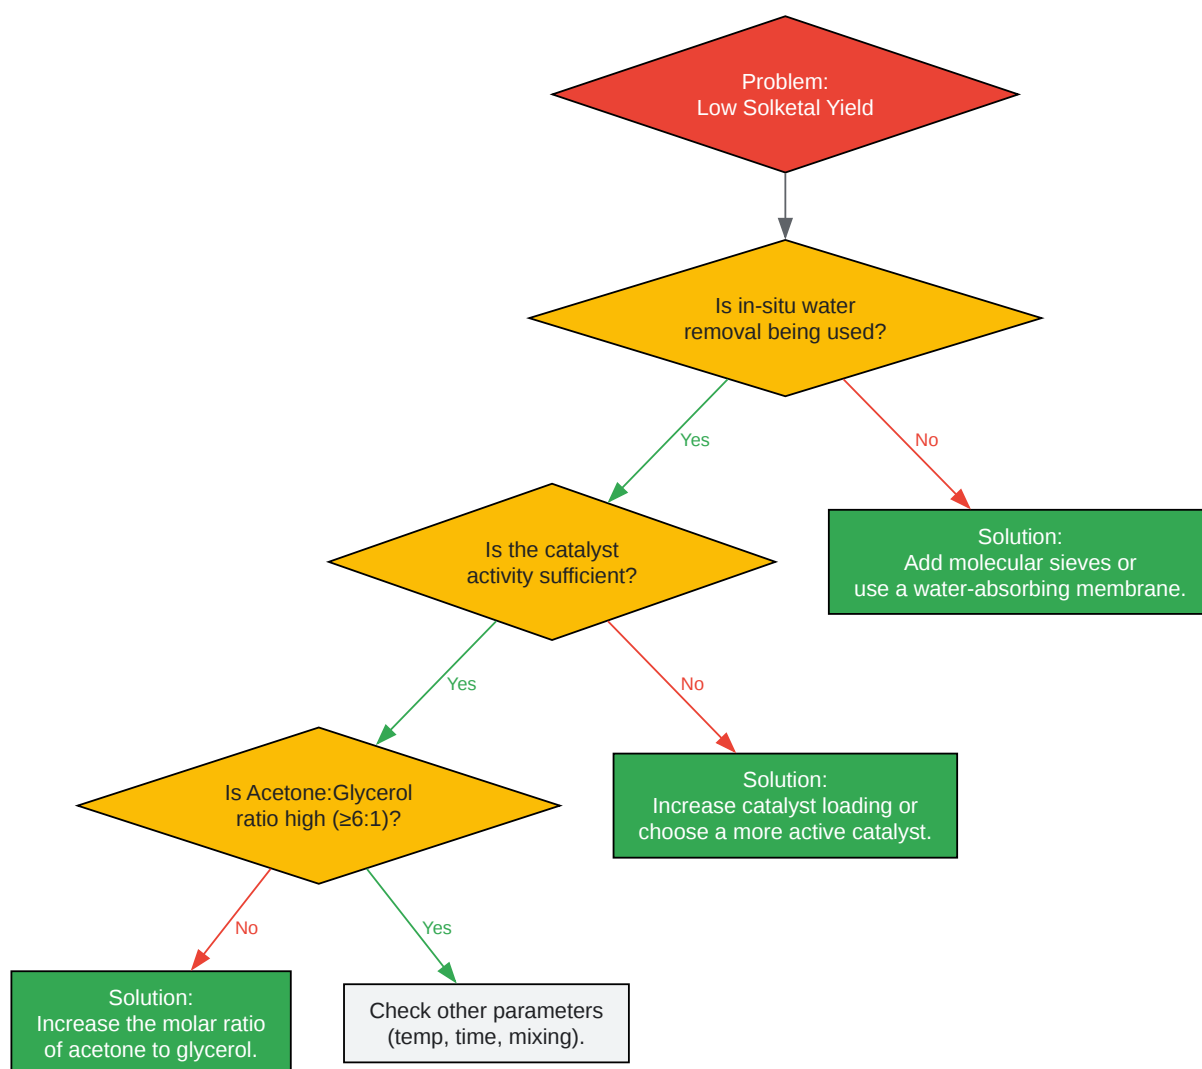 Problem:
Low Solketal Yield
Is in-situ water
removal being used?
Yes
No
Is the catalyst
activity sufficient?
Solution:
Add molecular sieves or
use a water-absorbing membrane.
Yes
No
Is Acetone:Glycerol
ratio high (≥6:1)?
Solution:
Increase catalyst loading or
choose a more active catalyst.
No
Yes
Solution:
Increase the molar ratio
of acetone to glycerol.
Check other parameters
(temp, time, mixing).